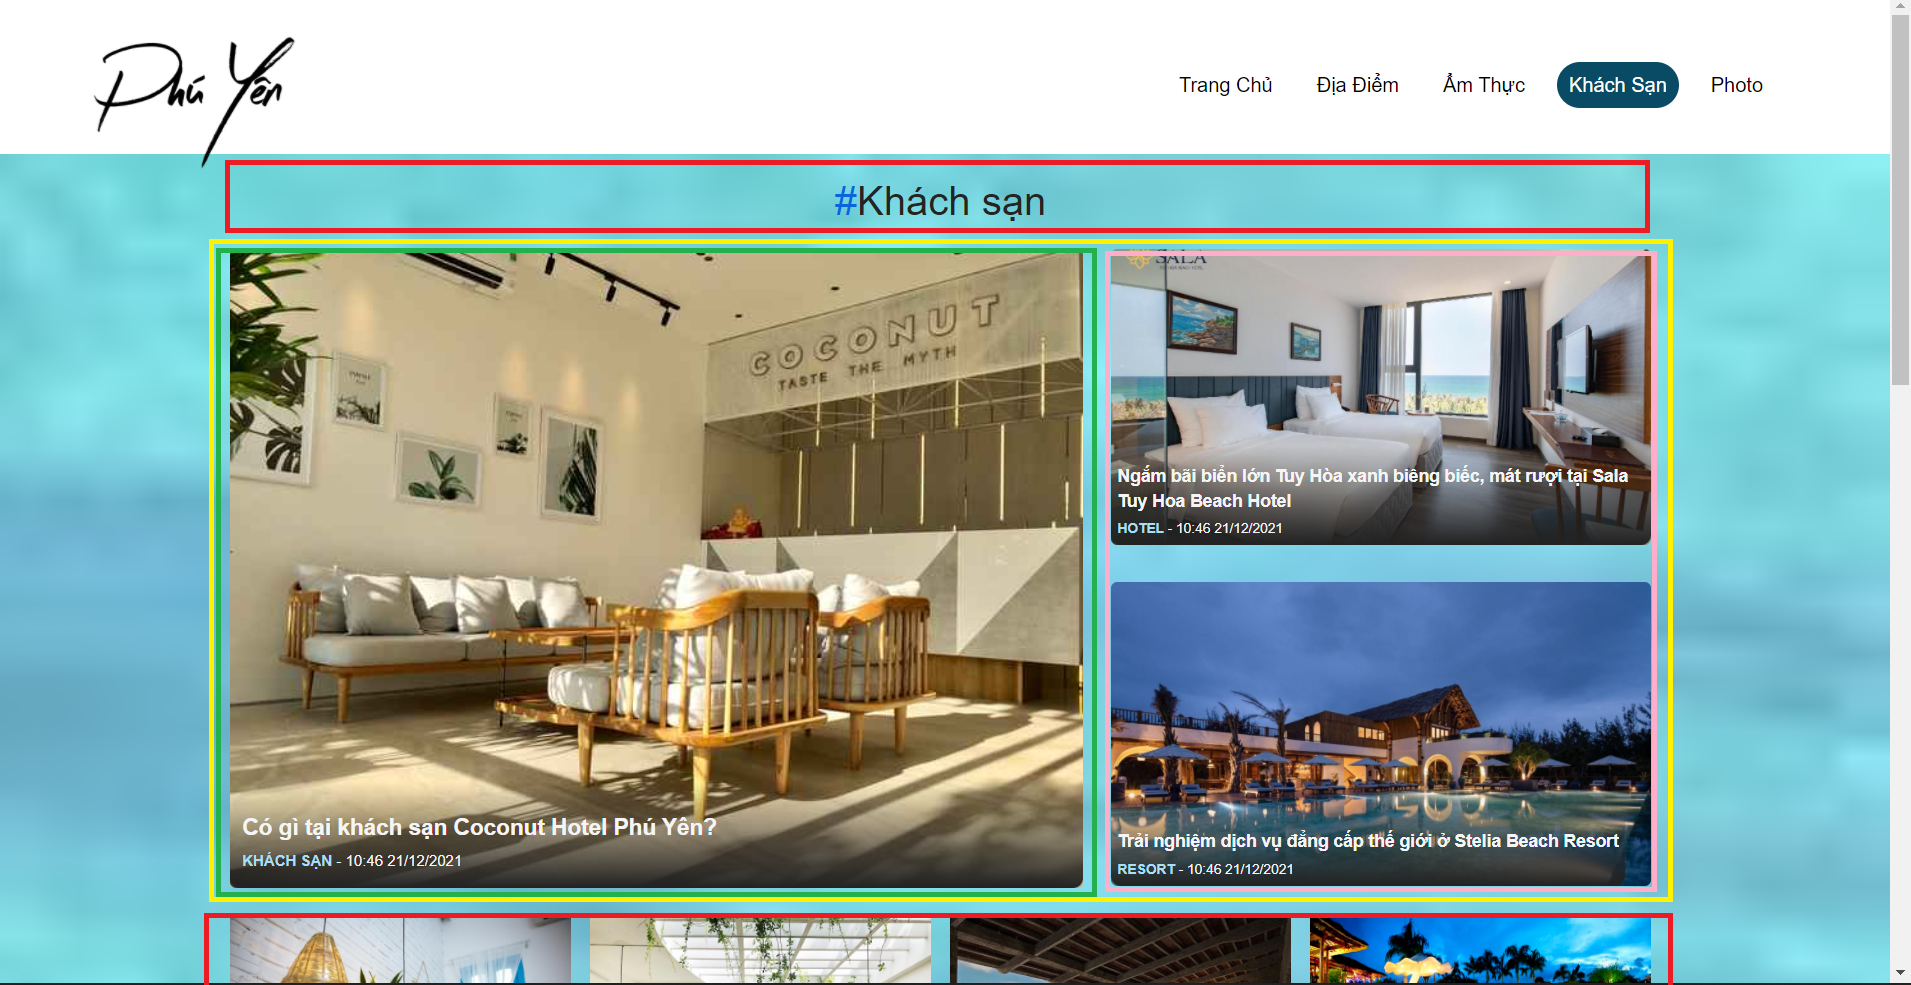 Phú Yên
Trang Chủ
Địa Điểm
Ẩm Thực
Khách Sạn
Photo
#Khách sạn
COCONUT
TASTE THE MYTH
Có gì tại khách sạn Coconut Hotel Phú Yên?
KHÁCH SẠN - 10:46 21/12/2021
SALA
Ngắm bãi biển lớn Tuy Hòa xanh biêng biếc, mát rượi tại Sala
Tuy Hoa Beach Hotel
HOTEL - 10:46 21/12/2021
Trải nghiệm dịch vụ đẳng cấp thế giới ở Stelia Beach Resort
RESORT - 10:46 21/12/2021